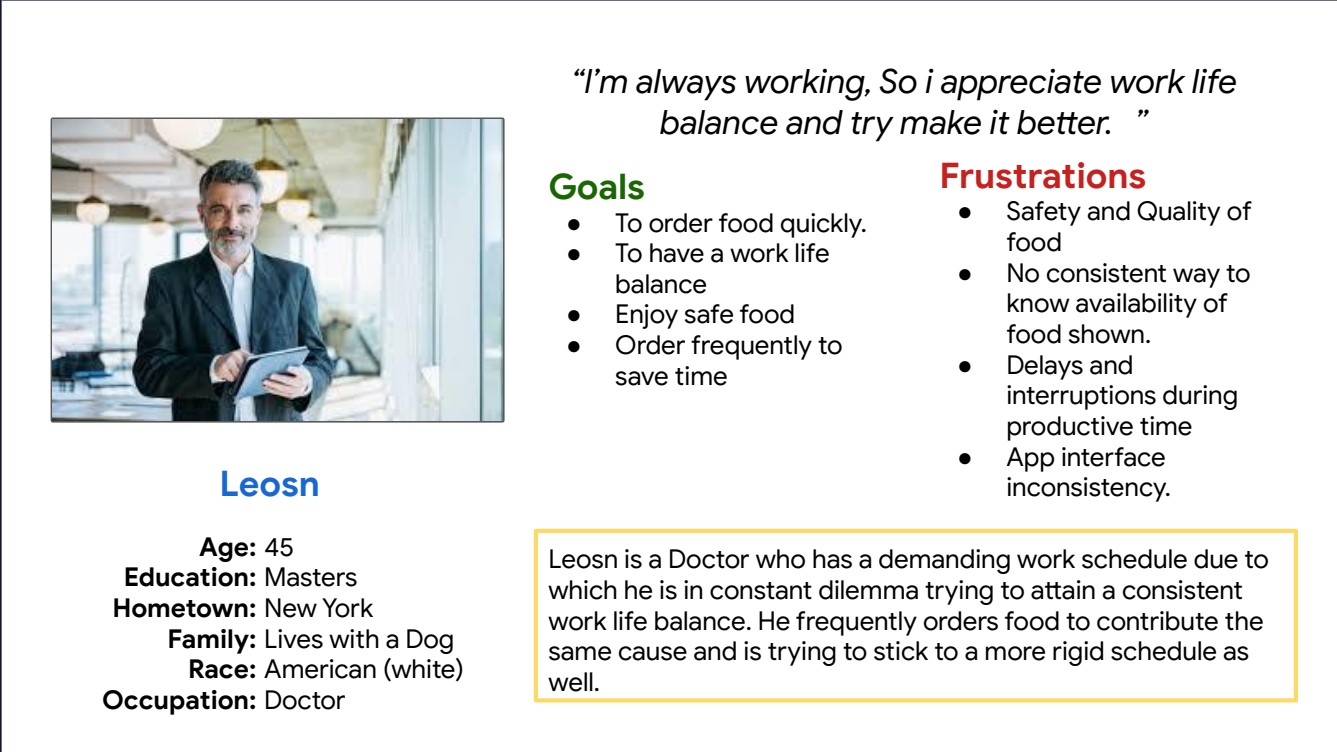 “I’m always working, So i appreciate work life
balance and try make it better.   ”
Goals
● To order food quickly.
● To have a work life
balance
● Enjoy safe food
● Order frequently to
save time
Frustrations
● Safety and Quality of
food
● No consistent way to
know availability of
food shown.
● Delays and
interruptions during
productive time
● App interface
inconsistency.
Leosn
Age: 45
Education: Masters
Hometown: New York
Family: Lives with a Dog
Race: American (white)
Occupation: Doctor
Leosn is a Doctor who has a demanding work schedule due to
which he is in constant dilemma trying to attain a consistent
work life balance. He frequently orders food to contribute the
same cause and is trying to stick to a more rigid schedule as
well.